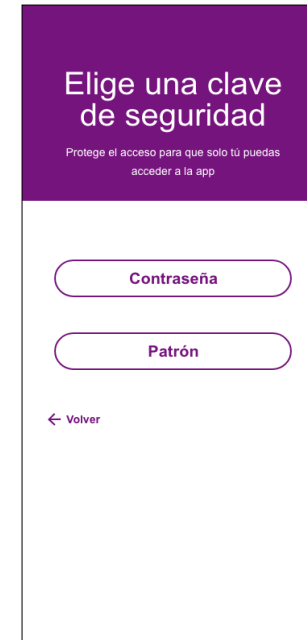 Elige una clave
de seguridad
Protege el acceso para que solo tú puedas
acceder a la app
Contraseña
Patrón
Volver